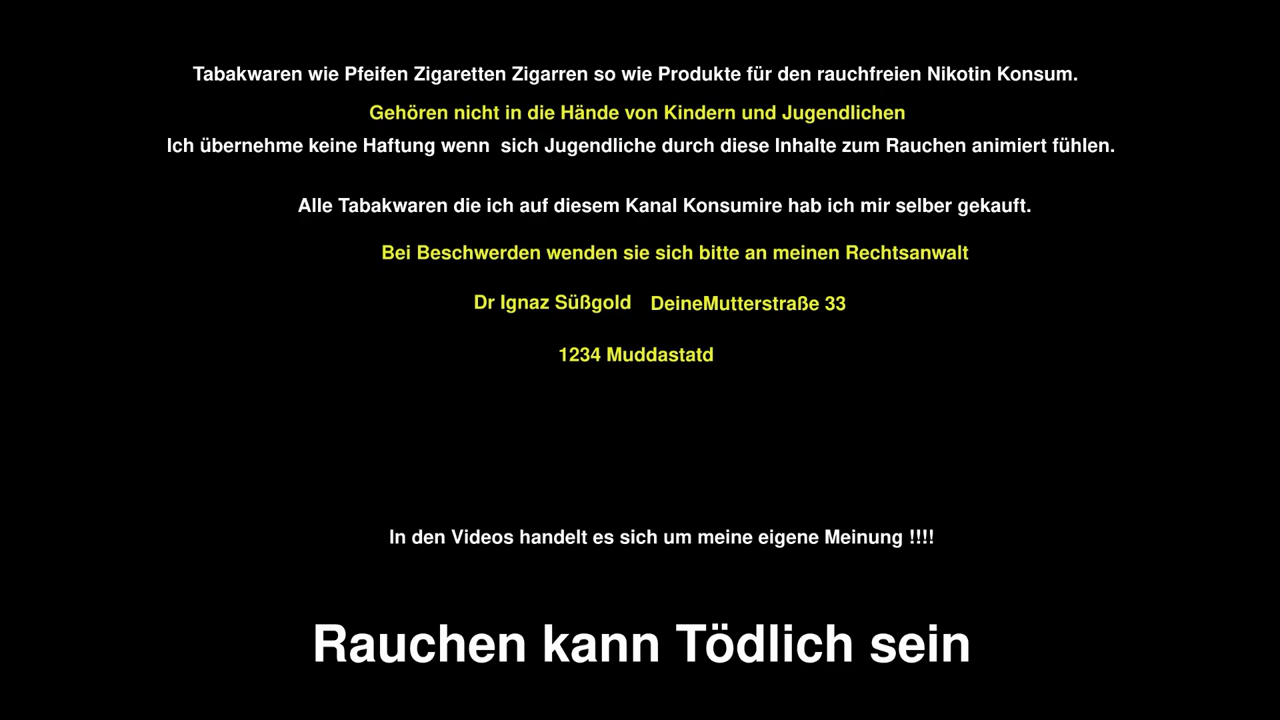 Tabakwaren wie Pfeifen Zigaretten Zigarren so wie Produkte für den rauchfreien Nikotin Konsum.
Gehören nicht in die Hände von Kindern und Jugendlichen
Ich übernehme keine Haftung wenn  sich Jugendliche durch diese Inhalte zum Rauchen animiert fühlen.
Alle Tabakwaren die ich auf diesem Kanal Konsumire hab ich mir selber gekauft.
Bei Beschwerden wenden sie sich bitte an meinen Rechtsanwalt
Dr Ignaz Süßgold   DeineMutterstraße 33
1234 Muddastatd
In den Videos handelt es sich um meine eigene Meinung !!!!
Rauchen kann Tödlich sein